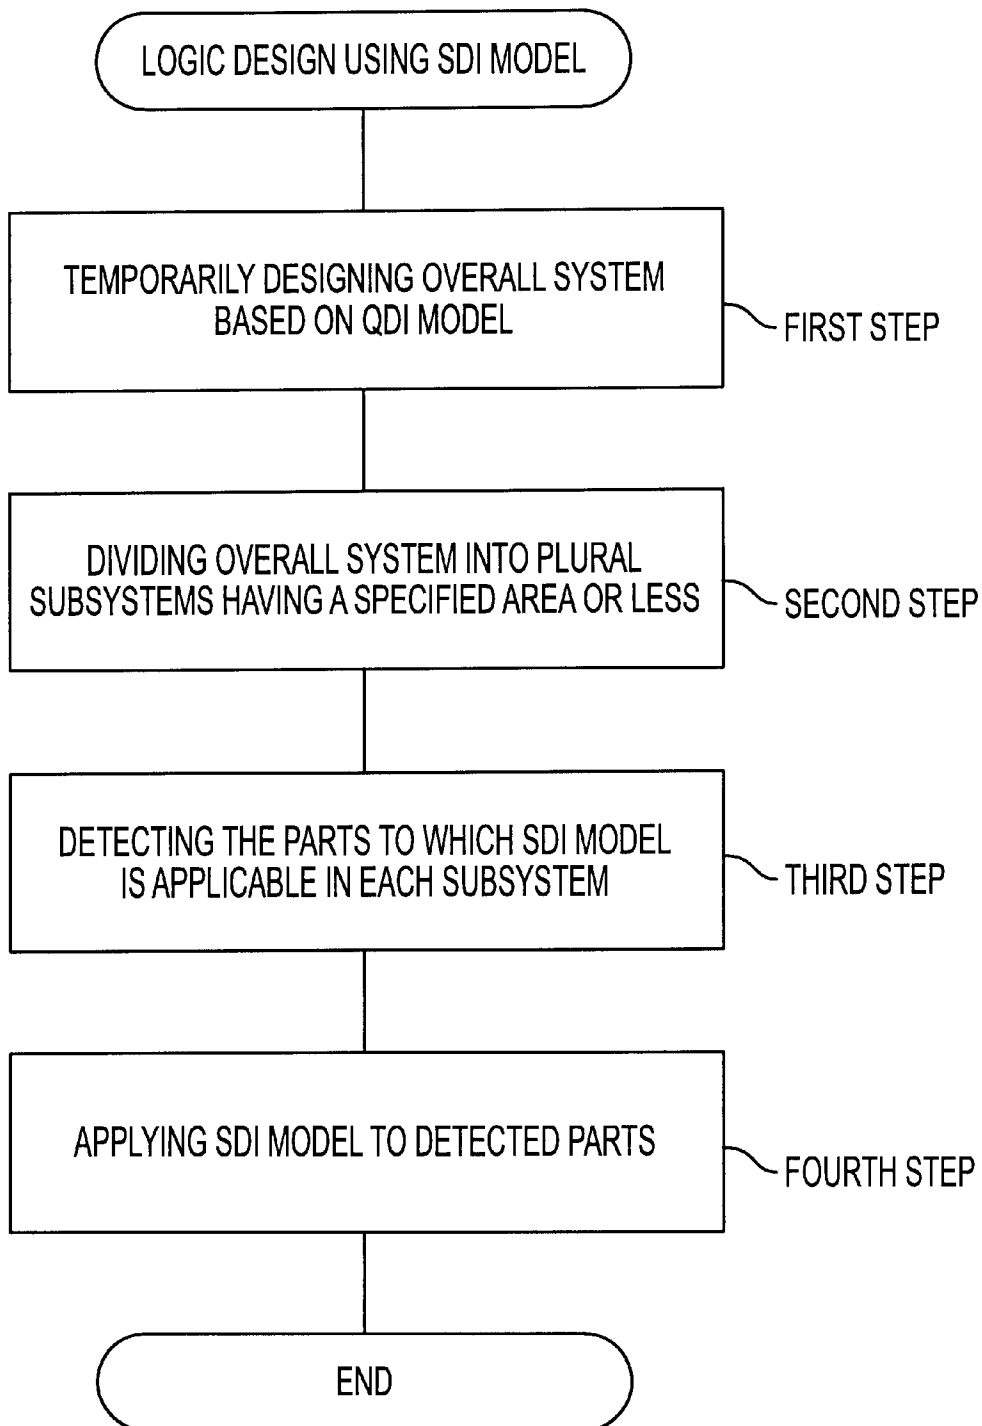 LOGIC DESIGN USING SDI MODEL
TEMPORARILY DESIGNING OVERALL SYSTEM
BASED ON QDI MODEL
FIRST STEP
DIVIDING OVERALL SYSTEM INTO PLURAL
SUBSYSTEMS HAVING A SPECIFIED AREA OR LESS
SECOND STEP
DETECTING THE PARTS TO WHICH SDI MODEL
IS APPLICABLE IN EACH SUBSYSTEM
THIRD STEP
APPLYING SDI MODEL TO DETECTED PARTS
FOURTH STEP
END